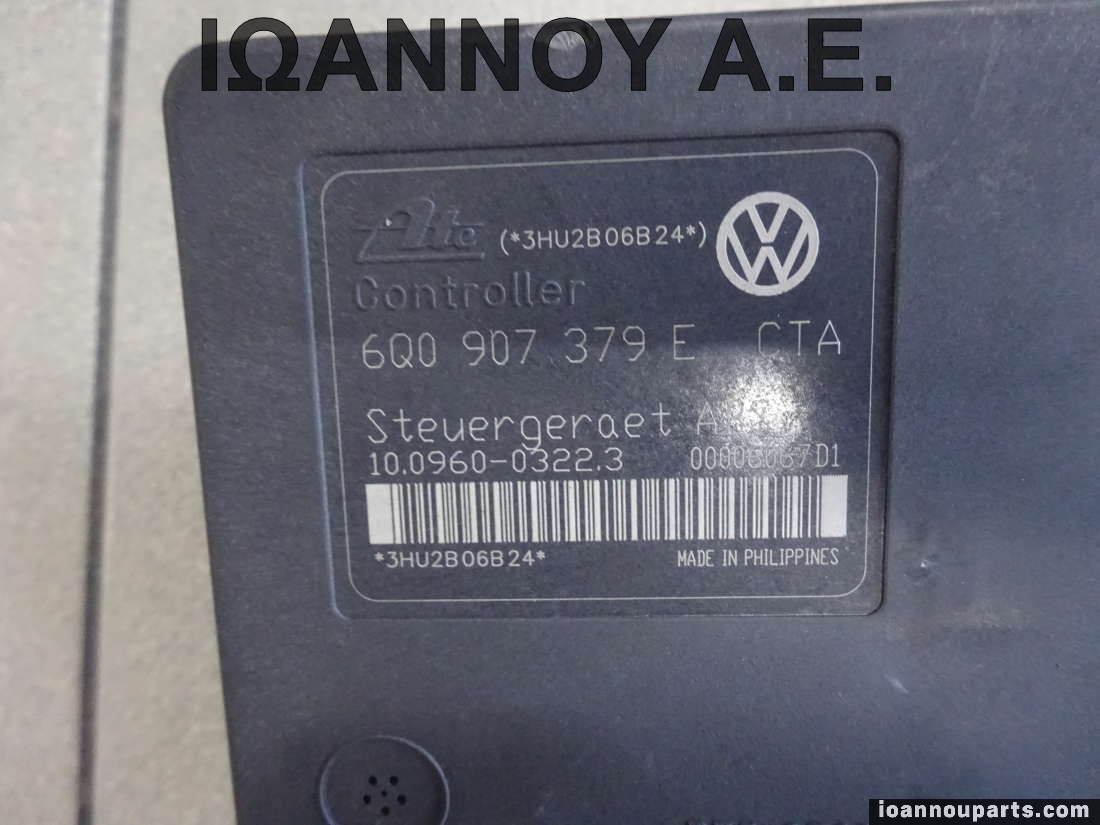 ΙΩΑΝΝΟΥ Α.Ε.
Ate (*3HU2B06B24*)
Controller
6Q0 907 379 E CTA
Steuergeraet
10.0960-0322.3
*3HU2B06B24* MADE IN PHILIPPINES
ioannouparts.com